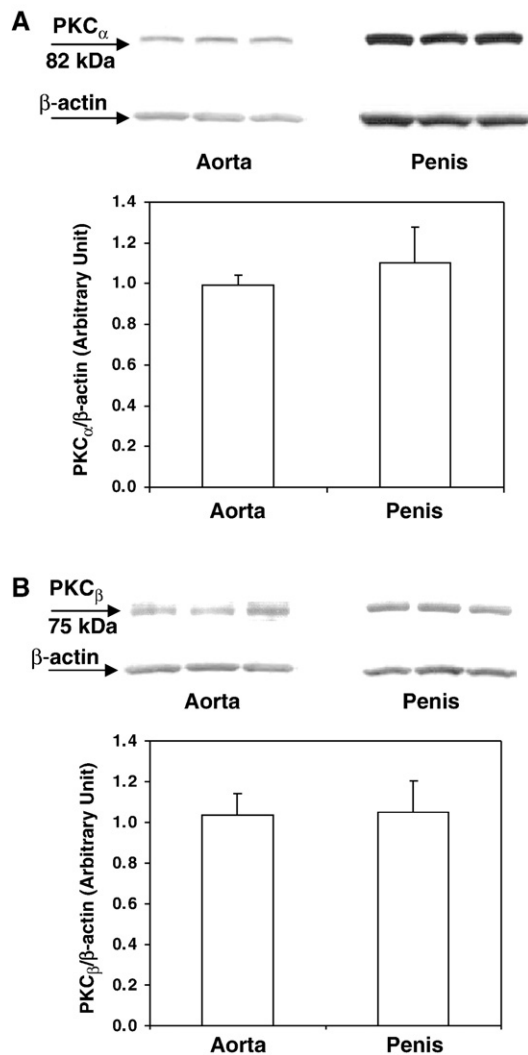 A
PKCα
82 kDa
β-actin
Aorta Penis
PKCα/β-actin (Arbitrary Unit)
1.4
1.2
1.0
0.8
0.6
0.4
0.2
0.0
Aorta Penis
B
PKCβ
75 kDa
β-actin
Aorta Penis
PKCβ/β-actin (Arbitrary Unit)
1.4
1.2
1.0
0.8
0.6
0.4
0.2
0.0
Aorta Penis